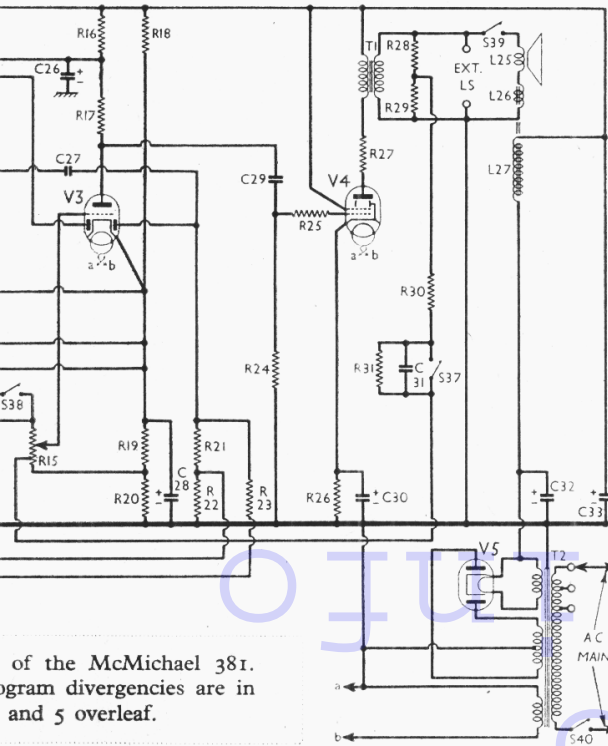 R16
R18
C26
+
-
R17
C27
V3
a
b
C29
V4
R25
T1
R28
R29
R27
EXT.
LS
S39
L25
L26
L27
a
b
R30
R24
R31
C
31
S37
S38
R15
R19
R20
C
28
+
-
R21
R
22
R
23
R26
+
-
C30
+
-
C32
+
-
C33
V5
T2
A C
MAIN
S40
a
b
of the McMichael 381.
ogram divergencies are in
and 5 overleaf.